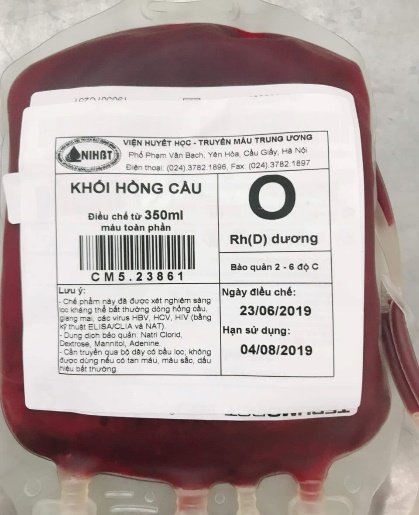 VIỆN HUYẾT HỌC - TRUYỀN MÁU TRUNG ƯƠNG
Phố Phạm Văn Bạch, Yên Hòa, Cầu Giấy, Hà Nội
Điện thoại: (024).3782.1896, Fax: (024).3782.1897
NIHBT
KHỐI HỒNG CẦU
Điều chế từ 350ml
máu toàn phần
CM5.23861
O
Rh(D) dương
Bảo quản 2 - 6 độ C
Lưu ý:
- Chế phẩm này đã được xét nghiệm sàng
lọc kháng thể bất thường dòng hồng cầu,
giang mai, các virus HBV, HCV, HIV (bằng
kỹ thuật ELISA/CLIA và NAT).
- Dung dịch bảo quản: Natri Clorid,
Dextrose, Mannitol, Adenine.
- Cần truyền qua bộ dây có bầu lọc; không
được dùng nếu có tan máu, màu sắc, dấu
hiệu bất thường.
Ngày điều chế:
23/06/2019
Hạn sử dụng:
04/08/2019